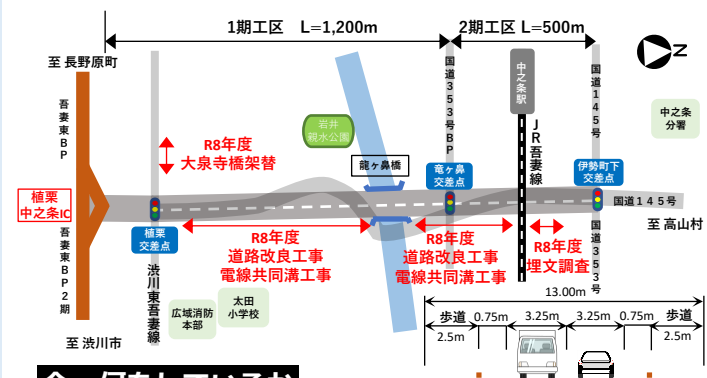 1期工区 L=1,200m
2期工区 L=500m
至 長野原町
吾妻東BP
植栗
中之条IC
吾妻東BP2期
至 渋川市
R8年度
大泉寺橋架替
植栗
交差点
渋川東吾妻線
広域消防
本部
太田
小学校
岩井
親水公園
龍ヶ鼻橋
R8年度
道路改良工事
電線共同溝工事
国道353号BP
竜ヶ鼻
交差点
R8年度
道路改良工事
電線共同溝工事
中之条駅
JR吾妻線
R8年度
埋文調査
国道145号
伊勢町下
交差点
国道353号
N
中之条
分署
国道145号
至 高山村
13.00m
歩道 0.75m 3.25m 3.25m 0.75m 歩道
2.5m 2.5m